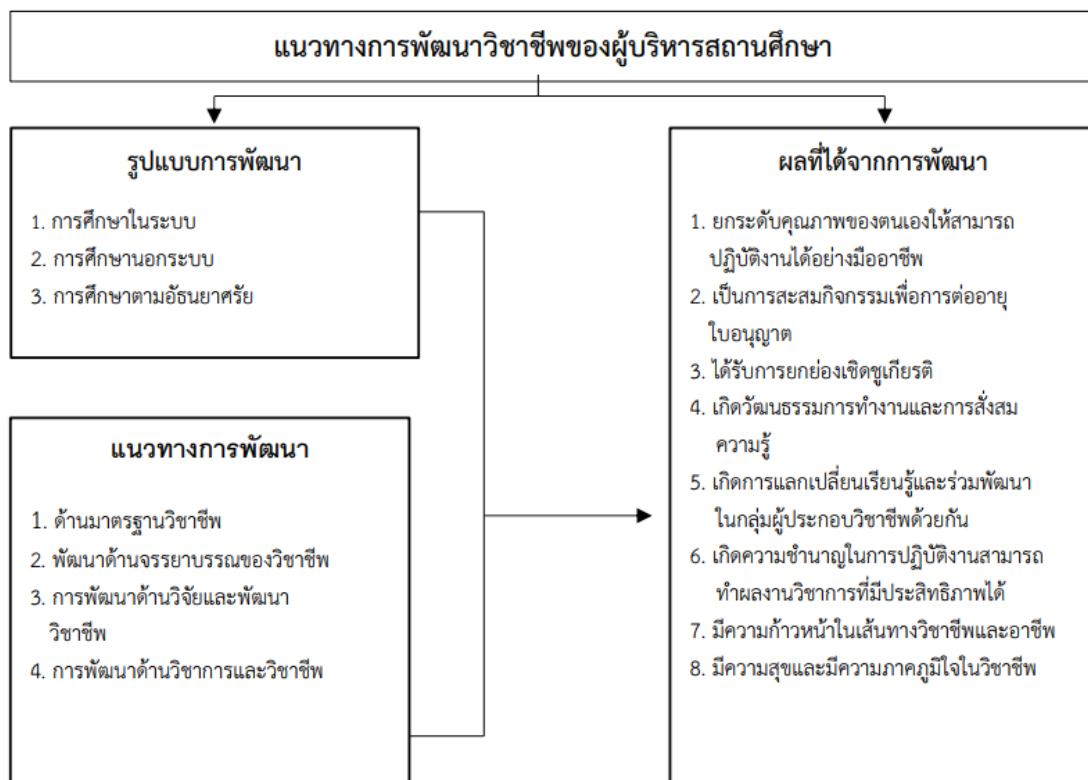 แนวทางการพัฒนาวิชาชีพของผู้บริหารสถานศึกษา
รูปแบบการพัฒนา
1. การศึกษาในระบบ
2. การศึกษานอกระบบ
3. การศึกษาตามอัธนยาศรัย
แนวทางการพัฒนา
1. ด้านมาตรฐานวิชาชีพ
2. พัฒนาด้านจรรยาบรรณของวิชาชีพ
3. การพัฒนาด้านวิจัยและพัฒนา
วิชาชีพ
4. การพัฒนาด้านวิชาการและวิชาชีพ
ผลที่ได้จากการพัฒนา
1. ยกระดับคุณภาพของตนเองให้สามารถ
ปฏิบัติงานได้อย่างมืออาชีพ
2. เป็นการสะสมกิจกรรมเพื่อการต่ออายุ
ใบอนุญาต
3. ได้รับการยกย่องเชิดชูเกียรติ
4. เกิดวัฒนธรรมการทำงานและการสั่งสม
ความรู้
5. เกิดการแลกเปลี่ยนเรียนรู้และร่วมพัฒนา
ในกลุ่มผู้ประกอบวิชาชีพด้วยกัน
6. เกิดความชำนาญในการปฏิบัติงานสามารถ
ทำผลงานวิชาการที่มีประสิทธิภาพได้
7. มีความก้าวหน้าในเส้นทางวิชาชีพและอาชีพ
8. มีความสุขและมีความภาคภูมิใจในวิชาชีพ